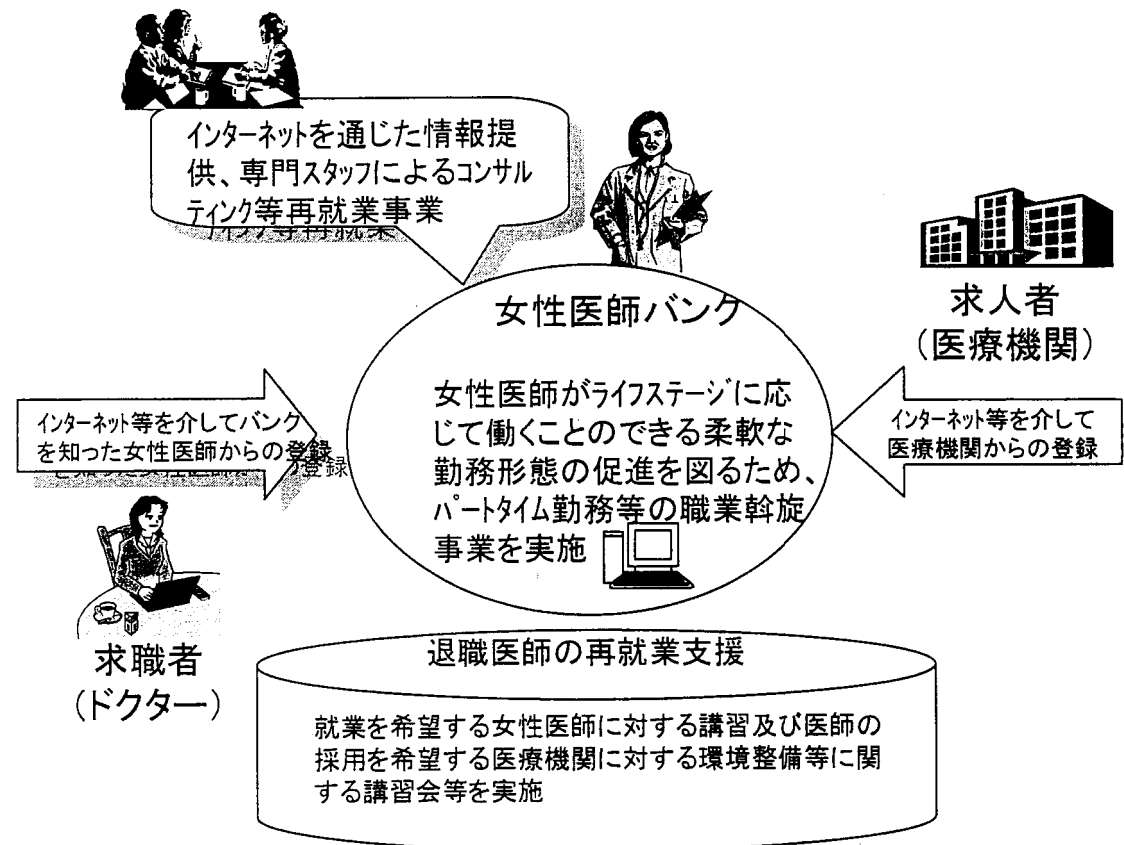 インターネットを通じた情報提
供、専門スタッフによるコンサル
ティング等再就業事業
女性医師バンク
女性医師がライフステージに応
じて働くことのできる柔軟な
勤務形態の促進を図るため、
パートタイム勤務等の職業斡旋
事業を実施
求人者
(医療機関)
インターネット等を介してバンク
を知った女性医師からの登録
インターネット等を介して
医療機関からの登録
求職者
(ドクター)
退職医師の再就業支援
就業を希望する女性医師に対する講習及び医師の
採用を希望する医療機関に対する環境整備等に関
する講習会等を実施